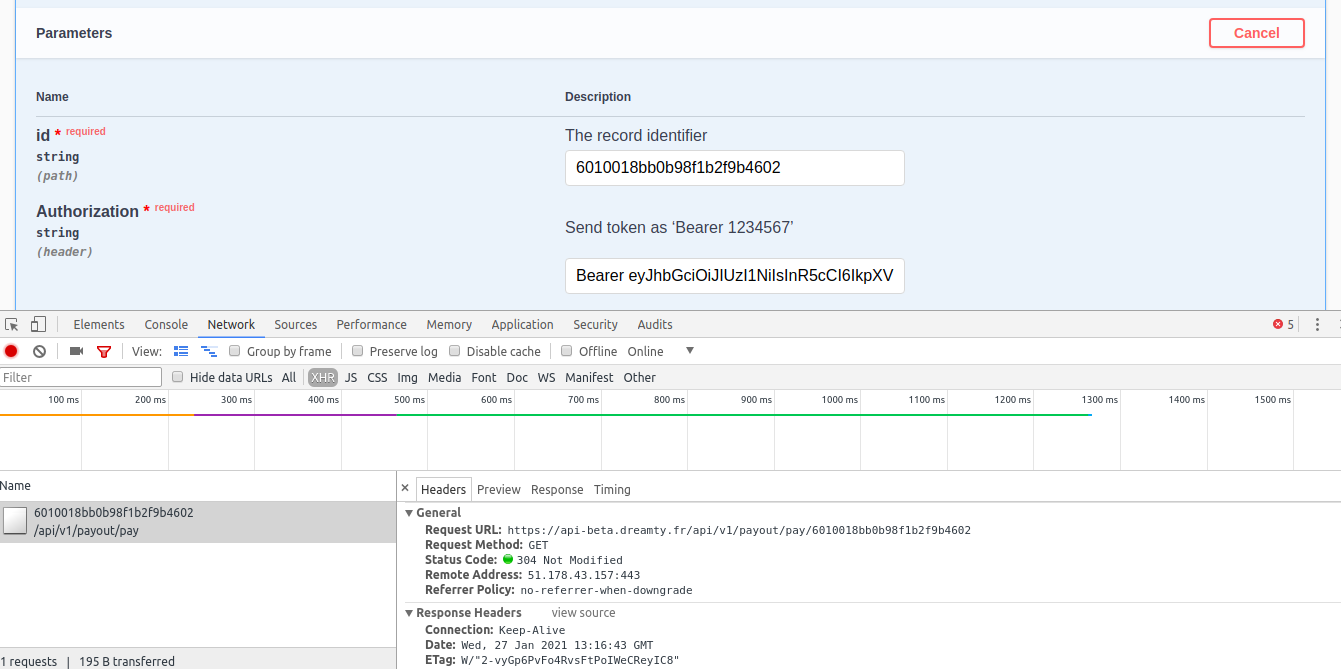 Parameters
Cancel
Name Description
id * required
The record identifier
string
6010018bb0b98f1b2f9b4602
(path)
Authorization * required
string
Send token as ‘Bearer 1234567’
(header)
Bearer eyJhbGciOiJIUzI1NiIsInR5cCI6IkpXV
Elements Console Network Sources Performance Memory Application Security Audits 5
View: Group by frame Preserve log Disable cache Offline Online
Filter Hide data URLs All XHR JS CSS Img Media Font Doc WS Manifest Other
100 ms 200 ms 300 ms 400 ms 500 ms 600 ms 700 ms 800 ms 900 ms 1000 ms 1100 ms 1200 ms 1300 ms 1400 ms 1500 ms
Name
6010018bb0b98f1b2f9b4602
/api/v1/payout/pay
1 requests | 195 B transferred
× Headers Preview Response Timing
▼ General
Request URL: https://api-beta.dreamty.fr/api/v1/payout/pay/6010018bb0b98f1b2f9b4602
Request Method: GET
Status Code: 304 Not Modified
Remote Address: 51.178.43.157:443
Referrer Policy: no-referrer-when-downgrade
▼ Response Headers view source
Connection: Keep-Alive
Date: Wed, 27 Jan 2021 13:16:43 GMT
ETag: W/"2-vyGp6PvFo4RvsFtPoIWeCReyIC8"